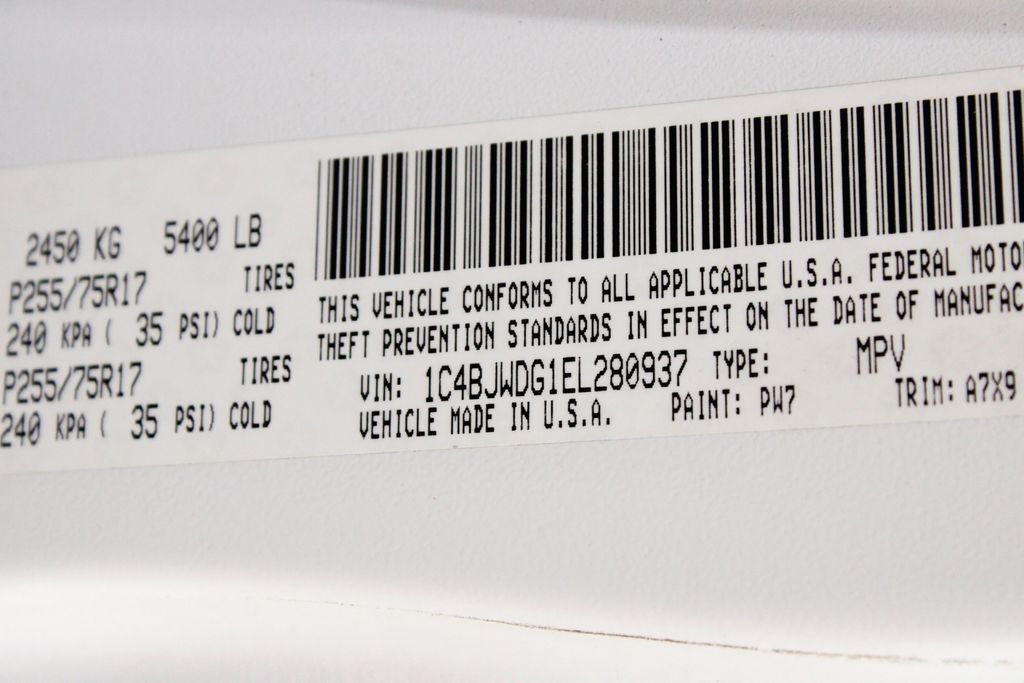 2450 KG 5400 LB
P255/75R17 TIRES
240 KPA ( 35 PSI) COLD
P255/75R17 TIRES
240 KPA ( 35 PSI) COLD
THIS VEHICLE CONFORMS TO ALL APPLICABLE U.S.A. FEDERAL MOTO
THEFT PREVENTION STANDARDS IN EFFECT ON THE DATE OF MANUFAC
VIN: 1C4BJWDG1EL280937 TYPE: MPV
VEHICLE MADE IN U.S.A. PAINT: PW7 TRIM: A7X9